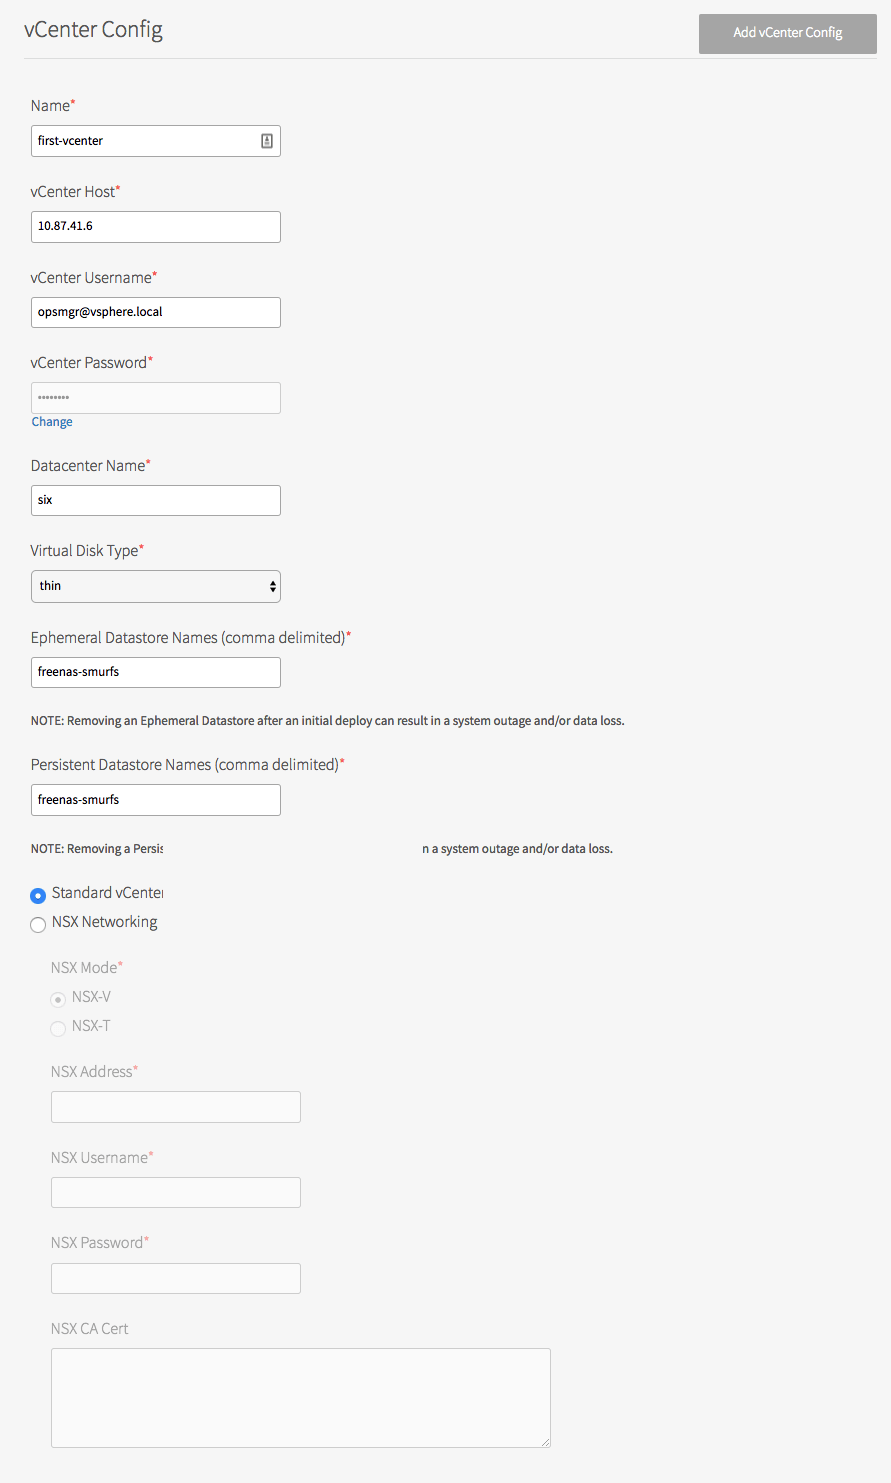 vCenter Config
Add vCenter Config
Name*
first-vcenter
vCenter Host*
10.87.41.6
vCenter Username*
opsmgr@vsphere.local
vCenter Password*
••••••••
Change
Datacenter Name*
six
Virtual Disk Type*
thin
Ephemeral Datastore Names (comma delimited)*
freenas-smurfs
NOTE: Removing an Ephemeral Datastore after an initial deploy can result in a system outage and/or data loss.
Persistent Datastore Names (comma delimited)*
freenas-smurfs
NOTE: Removing a Persis n a system outage and/or data loss.
Standard vCenter
NSX Networking
NSX Mode*
NSX-V
NSX-T
NSX Address*
NSX Username*
NSX Password*
NSX CA Cert